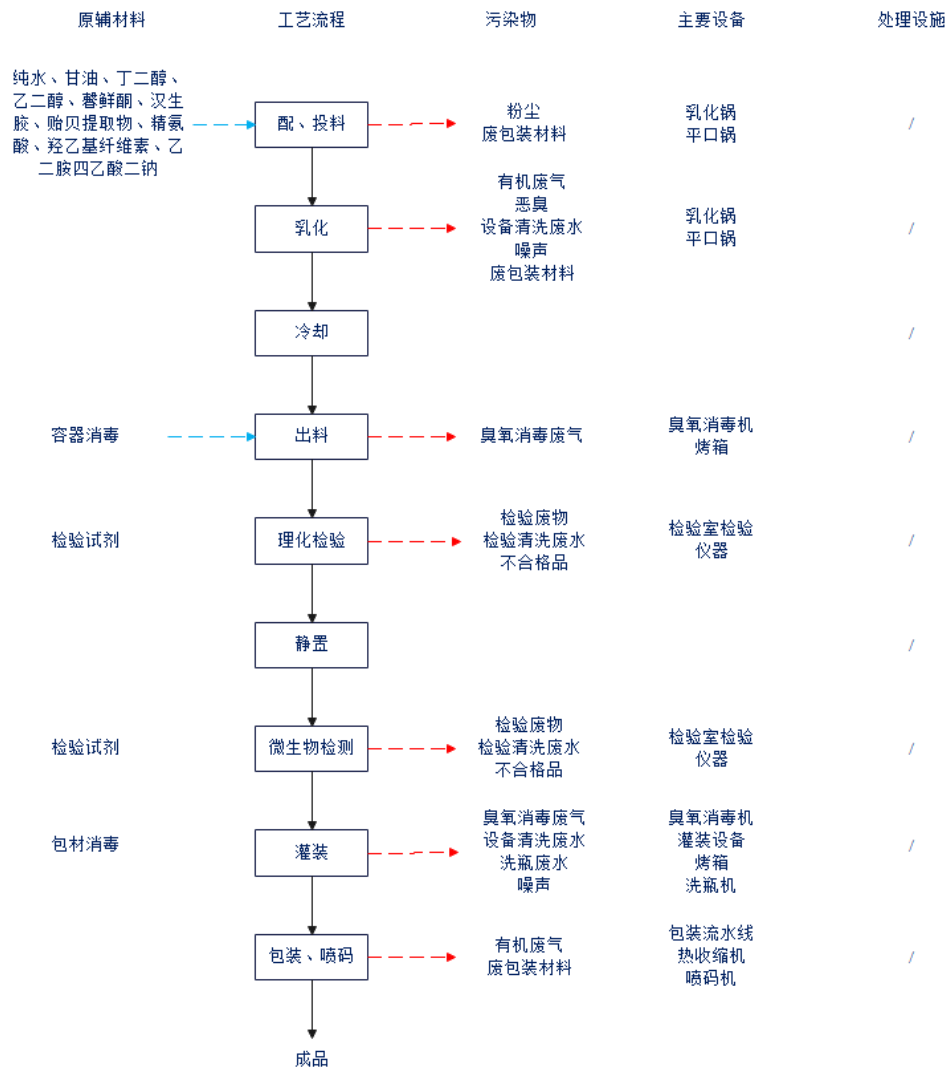 原辅材料
工艺流程
污染物
主要设备
处理设施
纯水、甘油、丁二醇、
乙二醇、馨鲜酮、汉生
胶、贻贝提取物、精氨
酸、羟乙基纤维素、乙
二胺四乙酸二钠
配、投料
粉尘
废包装材料
乳化锅
平口锅
/
乳化
有机废气
恶臭
设备清洗废水
噪声
废包装材料
乳化锅
平口锅
/
冷却
/
容器消毒
出料
臭氧消毒废气
臭氧消毒机
烤箱
/
检验试剂
理化检验
检验废物
检验清洗废水
不合格品
检验室检验
仪器
/
静置
/
检验试剂
微生物检测
检验废物
检验清洗废水
不合格品
检验室检验
仪器
/
包材消毒
灌装
臭氧消毒废气
设备清洗废水
洗瓶废水
噪声
臭氧消毒机
灌装设备
烤箱
洗瓶机
/
包装、喷码
有机废气
废包装材料
包装流水线
热收缩机
喷码机
/
成品